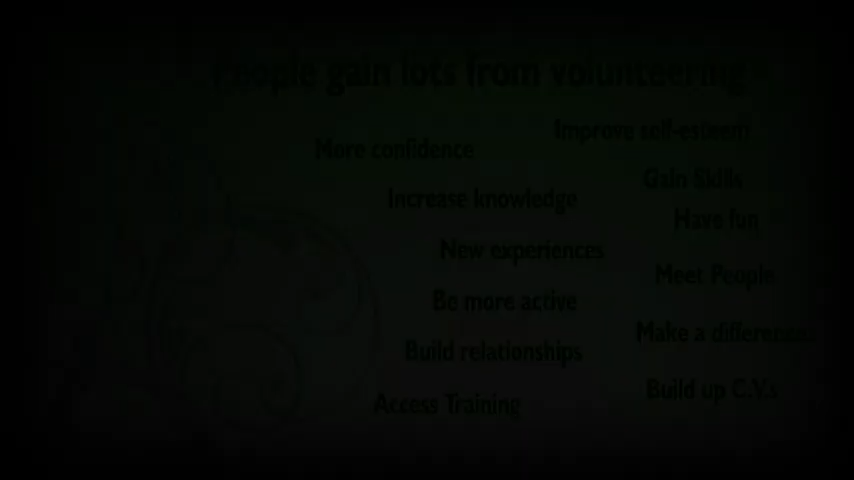 People gain lots from volunteering
More confidence
Improve self-esteem
Increase knowledge
Gain Skills
Have fun
New experiences
Meet People
Be more active
Make a difference
Build relationships
Build up C.V.s
Access Training